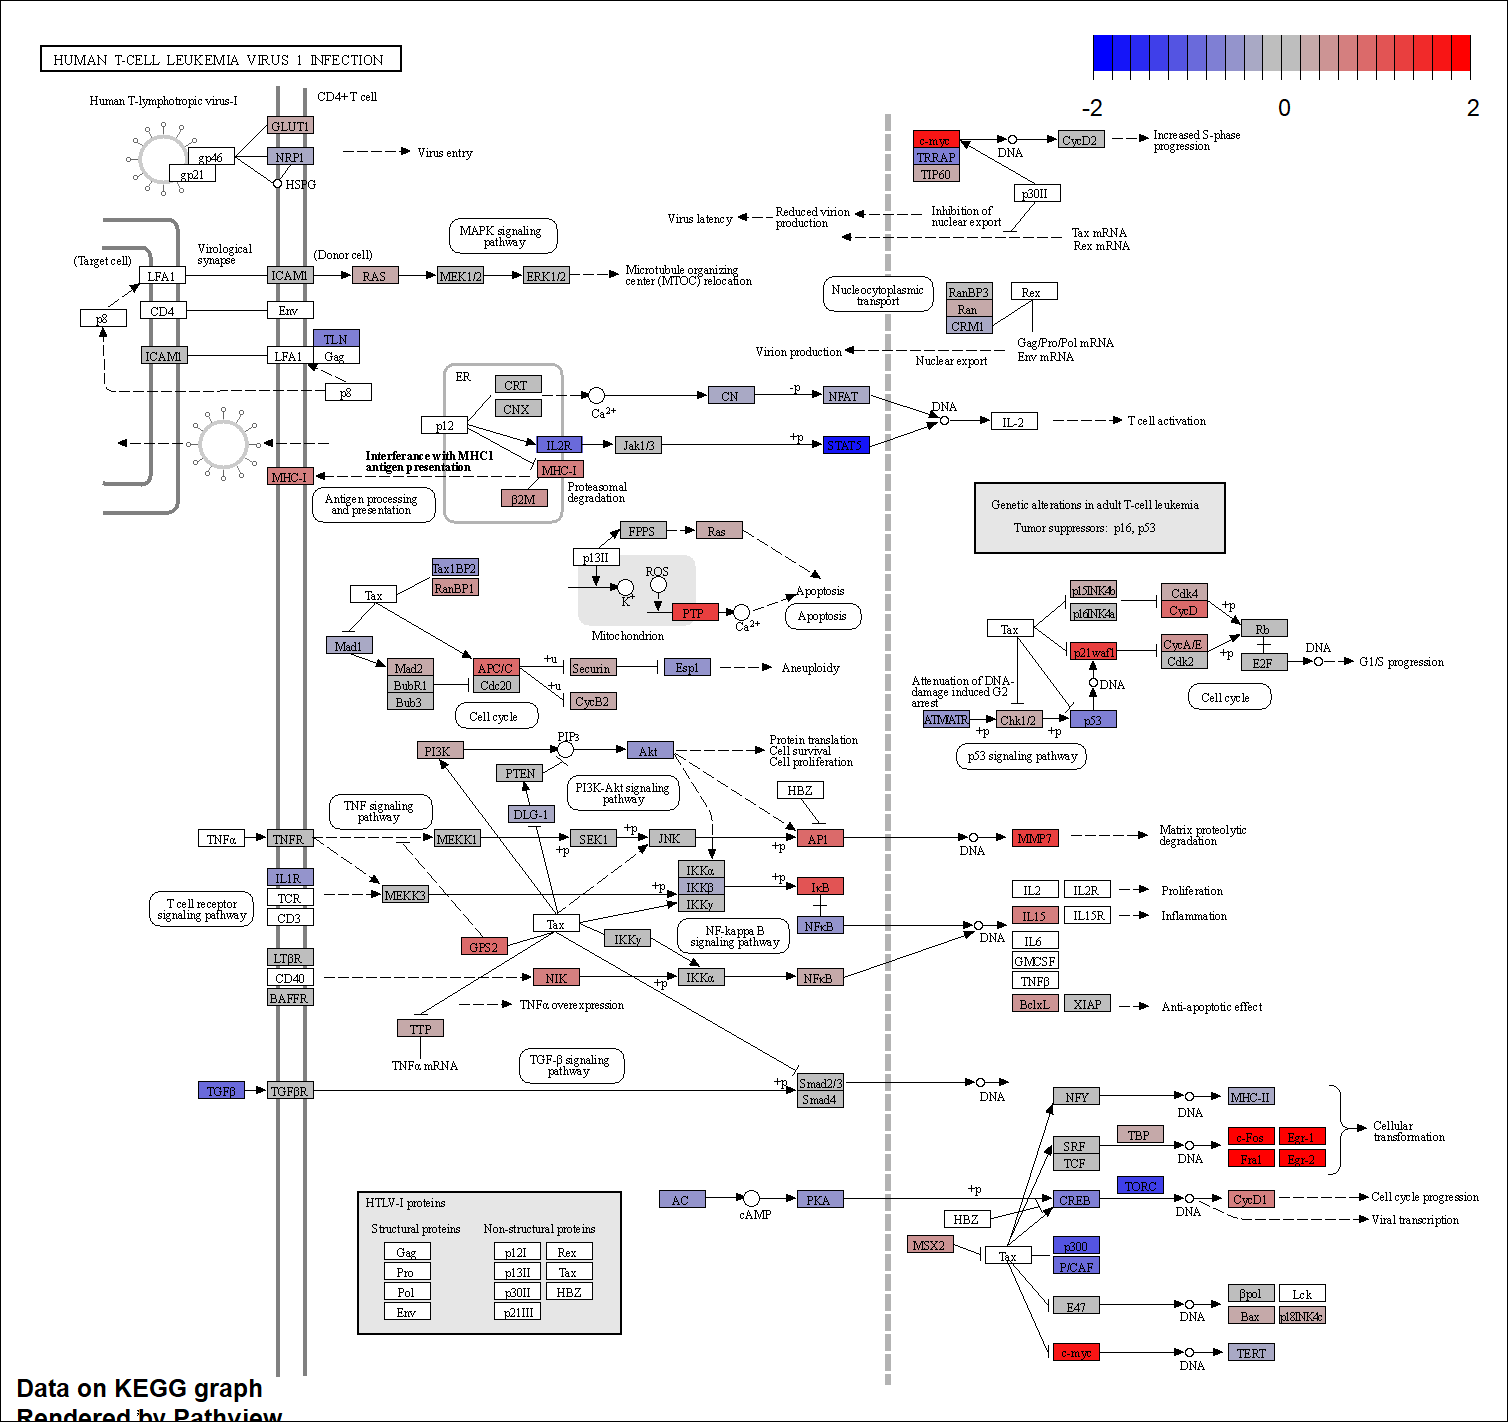 HUMAN T-CELL LEUKEMIA VIRUS 1 INFECTION
-2
0
2
Human T-lymphotropic virus-I
CD4+ T cell
GLUT1
gp46
NRP1
gp21
HSPG
Virus entry
c-myc
TRRAP
TIP60
DNA
CycD2
Increased S-phase
progression
p30II
Virus latency
Reduced virion
production
Inhibition of
nuclear export
Tax mRNA
Rex mRNA
MAPK signaling
pathway
Virological
synapse
(Donor cell)
(Target cell)
LFA1
ICAM1
RAS
MEK1/2
ERK1/2
Microtubule organizing
center (MTOC) relocation
p8
CD4
Env
TLN
ICAM1
LFA1
Gag
p8
Nucleocytoplasmic
transport
RanBP3
Ran
CRM1
Rex
Gag/Pro/Pol mRNA
Env mRNA
Virion production
Nuclear export
ER
CRT
CNX
p12
Ca2+
CN
-p
NFAT
DNA
IL-2
T cell activation
IL2R
Jak1/3
+p
STAT5
Interferance with MHC1
antigen presentation
MHC-I
MHC-I
β2M
Proteasomal
degradation
Antigen processing
and presentation
Genetic alterations in adult T-cell leukemia
Tumor suppressors: p16, p53
FPPS
Ras
p13II
ROS
K+
PTP
Ca2+
Apoptosis
Apoptosis
Mitochondrion
Tax1BP2
RanBP1
Tax
Mad1
Mad2
BubR1
Bub3
APC/C
Cdc20
+u
Securin
Esp1
Aneuploidy
+u
CycB2
Cell cycle
p15INK4b
p16INK4a
Cdk4
CycD
+p
Tax
p21waf1
CycA/E
Cdk2
+p
Rb
E2F
DNA
G1/S progression
DNA
Attenuation of DNA-
damage induced G2
arrest
ATM/ATR
+p
Chk1/2
+p
p53
Cell cycle
p53 signaling pathway
PI3K
PIP3
Akt
Protein translation
Cell survival
Cell proliferation
PTEN
DLG-1
PI3K-Akt signaling
pathway
HBZ
TNF signaling
pathway
TNFα
TNFR
MEKK1
+p
SEK1
+p
JNK
+p
AP1
DNA
MMP7
Matrix proteolytic
degradation
IL1R
TCR
CD3
T cell receptor
signaling pathway
MEKK3
+p
IKKα
IKKβ
IKKγ
+p
IκB
NFκB
Tax
IKKγ
NF-kappa B
signaling pathway
GPS2
LTβR
CD40
BAFFR
NIK
+p
IKKα
NFκB
DNA
IL2
IL2R
Proliferation
IL15
IL15R
Inflammation
IL6
GMCSF
TNFβ
BclxL
XIAP
Anti-apoptotic effect
TNFα overexpression
TTP
TNFα mRNA
TGF-β signaling
pathway
TGFβ
TGFβR
+p
Smad2/3
Smad4
DNA
NFY
DNA
MHC-II
SRF
TCF
TBP
DNA
c-Fos
Egr-1
Fra1
Egr-2
Cellular
transformation
AC
cAMP
PKA
+p
CREB
TORC
DNA
CycD1
Cell cycle progression
Viral transcription
HBZ
MSX2
Tax
p300
P/CAF
E47
DNA
βpol
Lck
Bax
p18INK4c
c-myc
DNA
TERT
HTLV-I proteins
Structural proteins
Non-structural proteins
Gag
p12I
Rex
Pro
p13II
Tax
Pol
p30II
HBZ
Env
p21III
Data on KEGG graph
Rendered by Pathview